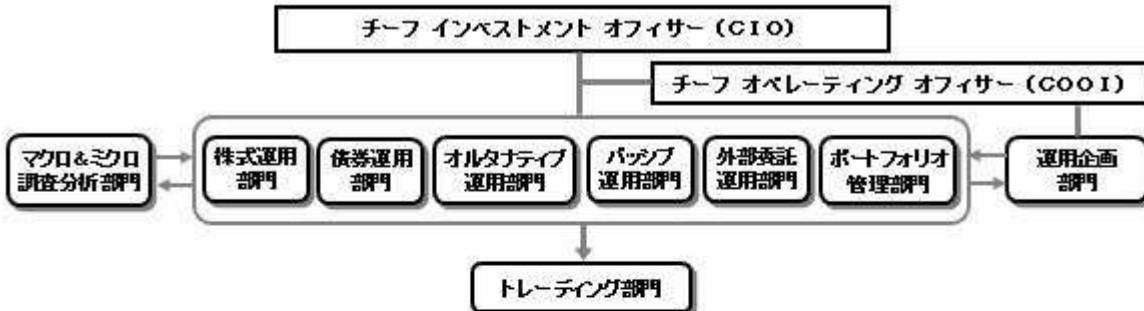 チーフ インベストメント オフィサー (CIO)
チーフ オペレーティング オフィサー (COOI)
マクロ&ミクロ
調査分析部門
株式運用
部門
債券運用
部門
オルタナティブ
運用部門
パッシブ
運用部門
外部委託
運用部門
ポートフォリオ
管理部門
運用企画
部門
トレーディング部門